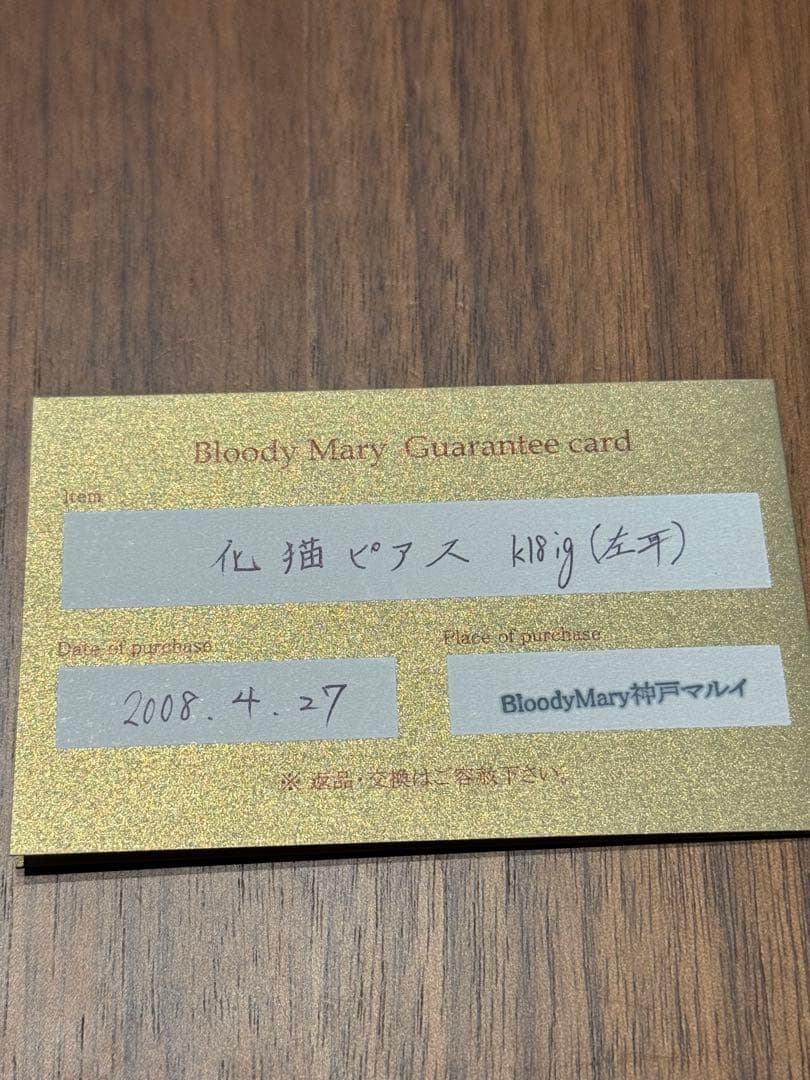 Bloody Mary Guarantee card
Item
化猫ピアス k18ig(左耳)
Date of purchase
2008.4.27
Place of purchase
BloodyMary神戸マルイ
※ 返品・交換はご容赦下さい。